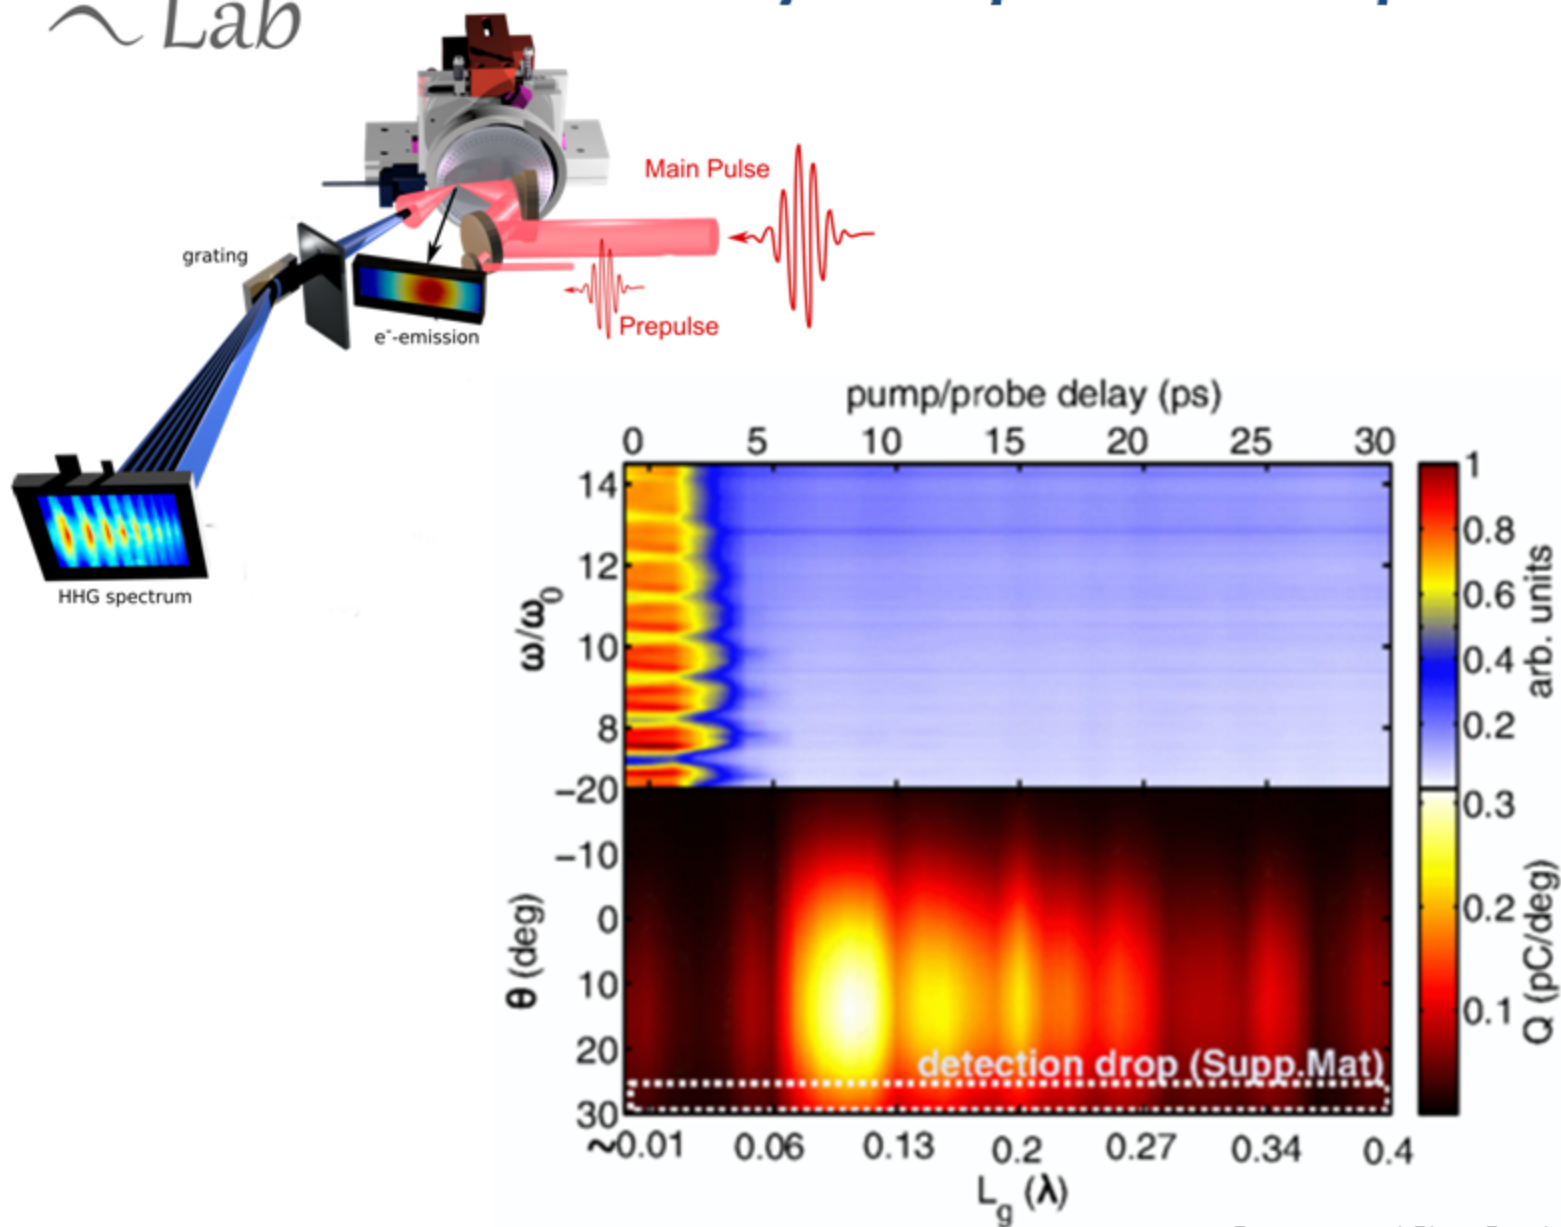 ~ Lab
Main Pulse
grating
Prepulse
e⁻-emission
HHG spectrum
pump/probe delay (ps)
0 5 10 15 20 25 30
14
12
10
8
ω/ω₀
1
0.8
0.6
0.4
0.2
arb. units
−20
−10
0
10
20
30
θ (deg)
0.3
0.2
0.1
Q (pC/deg)
detection drop (Supp.Mat)
~0.01 0.06 0.13 0.2 0.27 0.34 0.4
L_g (λ)